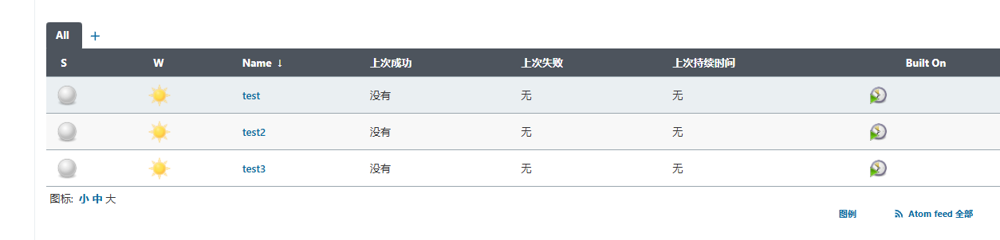 All +
S W Name ↓ 上次成功 上次失败 上次持续时间 Built On
test 没有 无 无
test2 没有 无 无
test3 没有 无 无
图标: 小 中 大
图例 Atom feed 全部